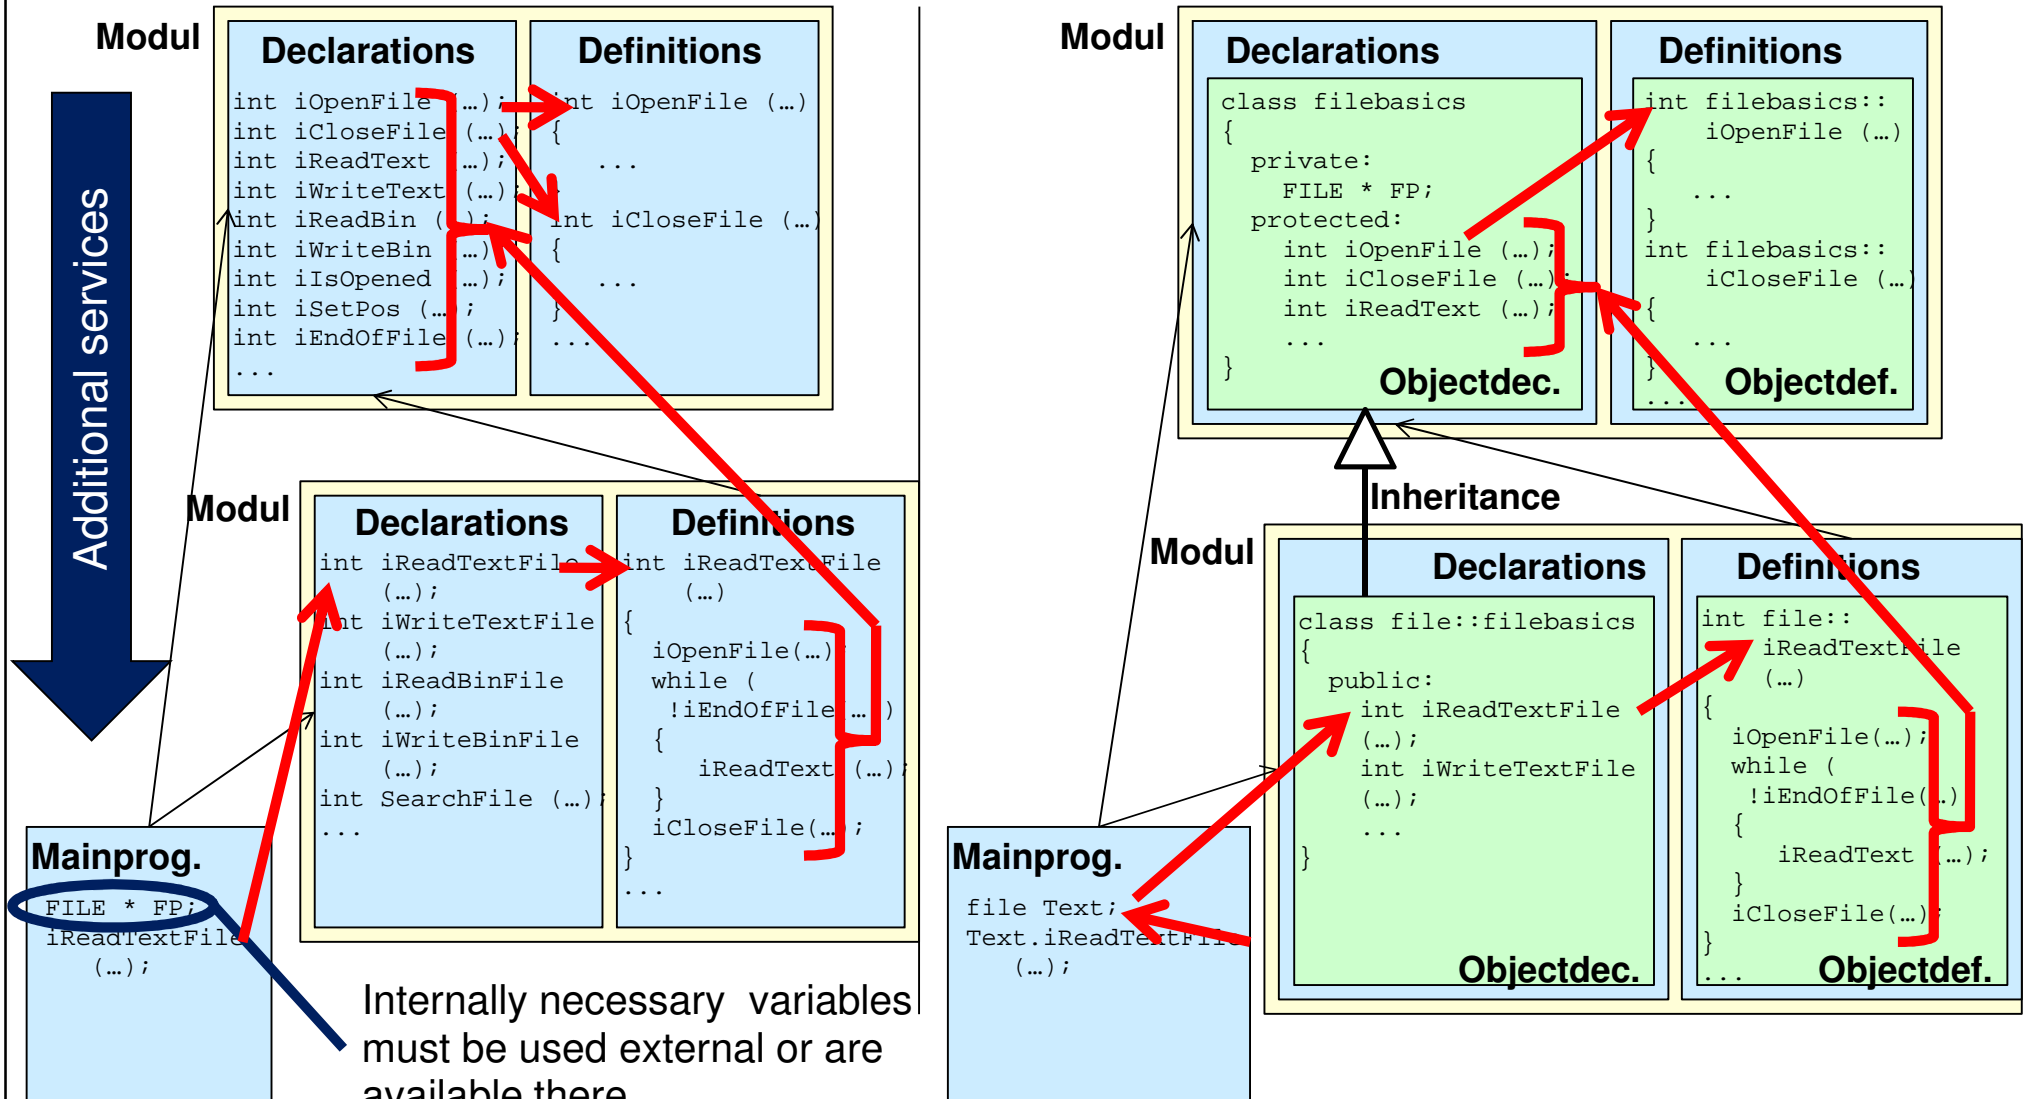 Additional services
Modul
Declarations
int iOpenFile (…);
int iCloseFile (…);
int iReadText (…);
int iWriteText (…);
int iReadBin (…);
int iWriteBin (…)
int iIsOpened (…);
int iSetPos (…);
int iEndOfFile (…);
...
Definitions
int iOpenFile (…)
{
...
}
int iCloseFile (…)
{
...
}
...
Modul
Declarations
int iReadTextFile
(…);
int iWriteTextFile
(…);
int iReadBinFile
(…);
int iWriteBinFile
(…);
int SearchFile (…);
...
Definitions
int iReadTextFile
(…)
{
iOpenFile(…);
while (
!iEndOfFile(…)
{
iReadText (…);
}
iCloseFile(…);
}
...
Mainprog.
FILE * FP;
iReadTextFile
(…);
Internally necessary variables
must be used external or are
available there
Modul
Declarations
class filebasics
{
private:
FILE * FP;
protected:
int iOpenFile (…);
int iCloseFile (…);
int iReadText (…);
...
}
Objectdec.
Definitions
int filebasics::
iOpenFile (…)
{
...
}
int filebasics::
iCloseFile (…)
{
...
}
...
Objectdef.
Inheritance
Modul
Declarations
class file::filebasics
{
public:
int iReadTextFile
(…);
int iWriteTextFile
(…);
...
}
Objectdec.
Definitions
int file::
iReadTextFile
(…)
{
iOpenFile(…);
while (
!iEndOfFile(…)
{
iReadText (…);
}
iCloseFile(…);
}
...
Objectdef.
Mainprog.
file Text;
Text.iReadTextFile
(…);